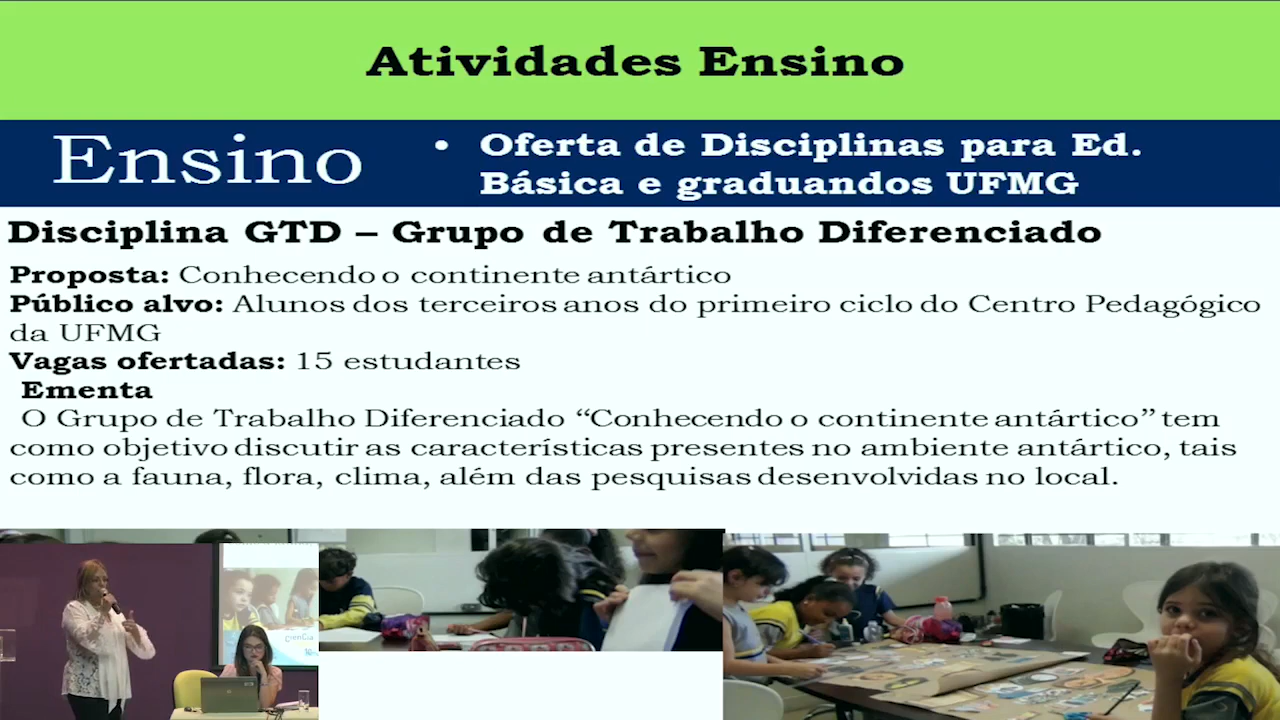 Atividades Ensino
Ensino
• Oferta de Disciplinas para Ed.
Básica e graduandos UFMG
Disciplina GTD – Grupo de Trabalho Diferenciado
Proposta: Conhecendo o continente antártico
Público alvo: Alunos dos terceiros anos do primeiro ciclo do Centro Pedagógico
da UFMG
Vagas ofertadas: 15 estudantes
Ementa
O Grupo de Trabalho Diferenciado “Conhecendo o continente antártico” tem
como objetivo discutir as características presentes no ambiente antártico, tais
como a fauna, flora, clima, além das pesquisas desenvolvidas no local.